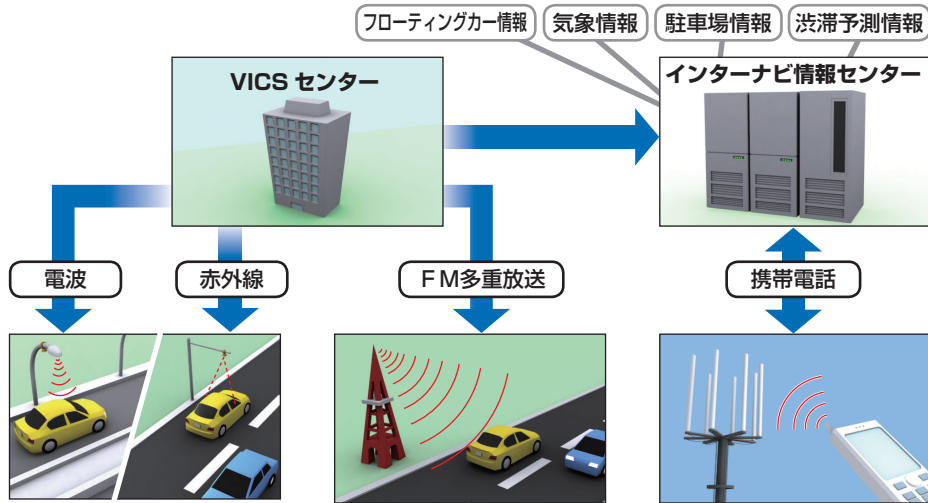 フローティングカー情報
気象情報
駐車場情報
渋滞予測情報
VICS センター
インターナビ情報センター
電波
赤外線
FM多重放送
携帯電話